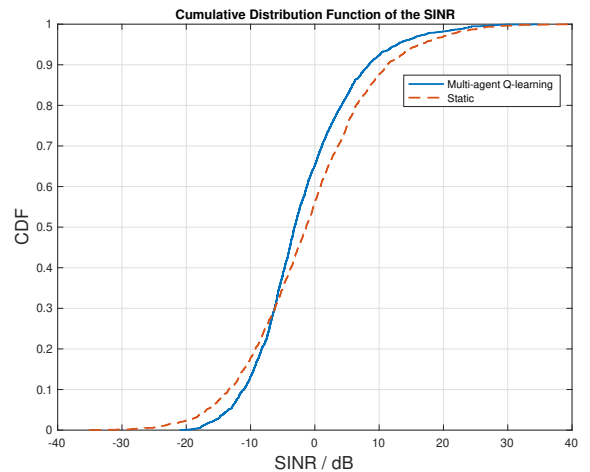 Cumulative Distribution Function of the SINR
1
0.9
0.8
0.7
0.6
0.5
0.4
0.3
0.2
0.1
0
CDF
Multi-agent Q-learning
Static
-40 -30 -20 -10 0 10 20 30 40
SINR / dB